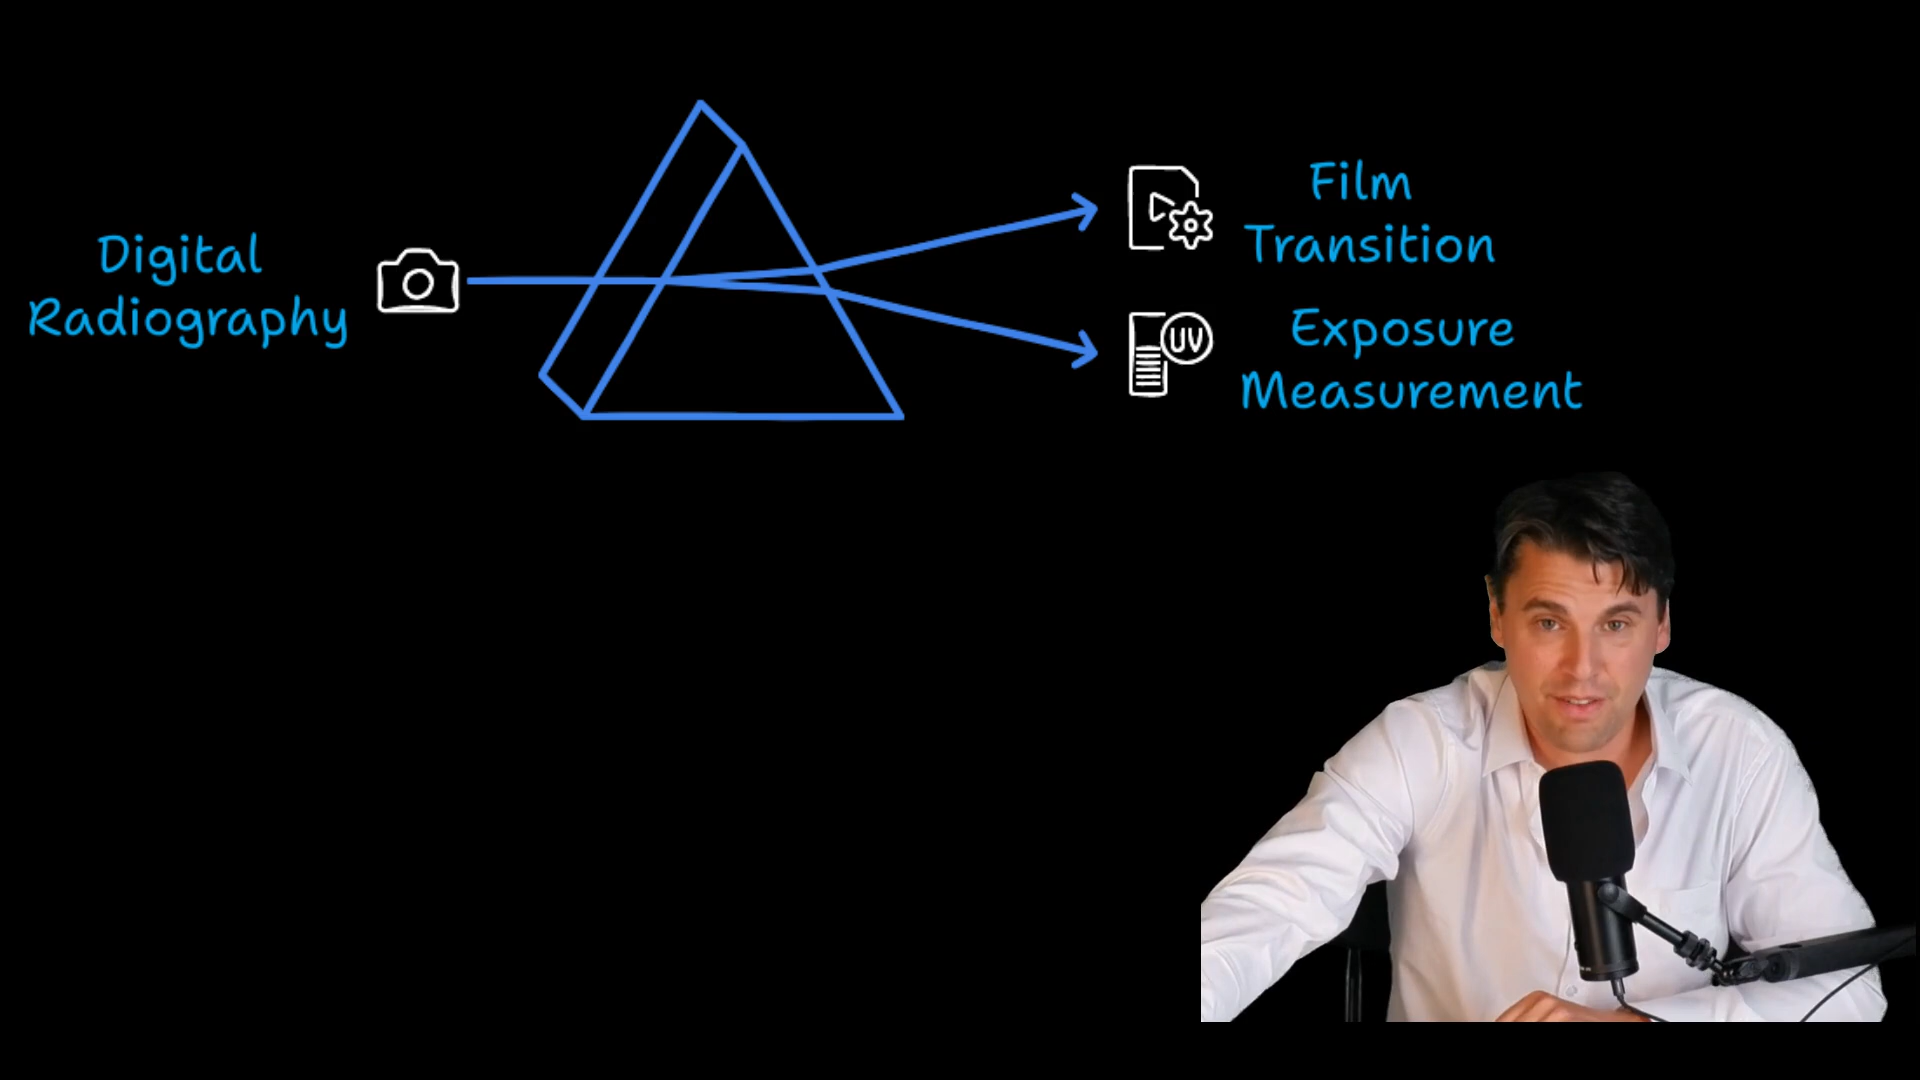 Digital
Radiography
Film
Transition
UV
Exposure
Measurement